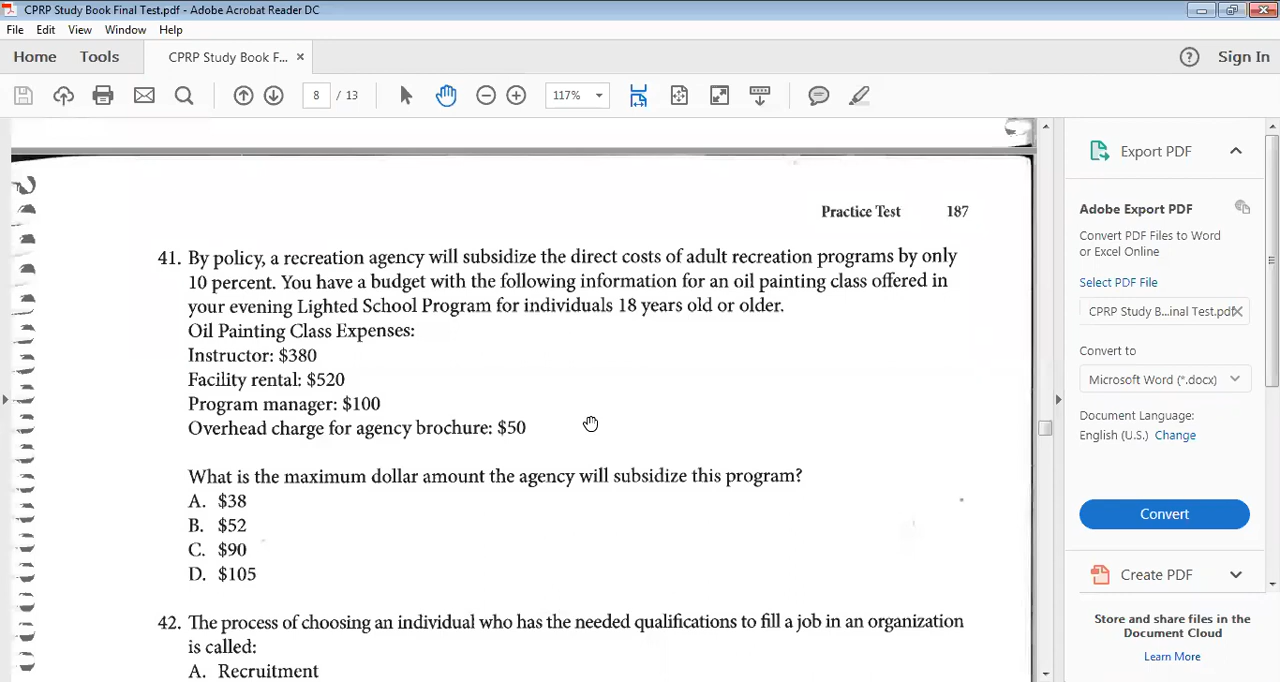 CPRP Study Book Final Test.pdf - Adobe Acrobat Reader DC
File Edit View Window Help
Home Tools CPRP Study Book F... × Sign In
8 / 13 117%
Practice Test 187
41. By policy, a recreation agency will subsidize the direct costs of adult recreation programs by only
10 percent. You have a budget with the following information for an oil painting class offered in
your evening Lighted School Program for individuals 18 years old or older.
Oil Painting Class Expenses:
Instructor: $380
Facility rental: $520
Program manager: $100
Overhead charge for agency brochure: $50
What is the maximum dollar amount the agency will subsidize this program?
A. $38
B. $52
C. $90
D. $105
42. The process of choosing an individual who has the needed qualifications to fill a job in an organization
is called:
A. Recruitment
Export PDF
Adobe Export PDF
Convert PDF Files to Word
or Excel Online
Select PDF File
CPRP Study B...inal Test.pdf
Convert to
Microsoft Word (*.docx)
Document Language:
English (U.S.) Change
Convert
Create PDF
Store and share files in the
Document Cloud
Learn More